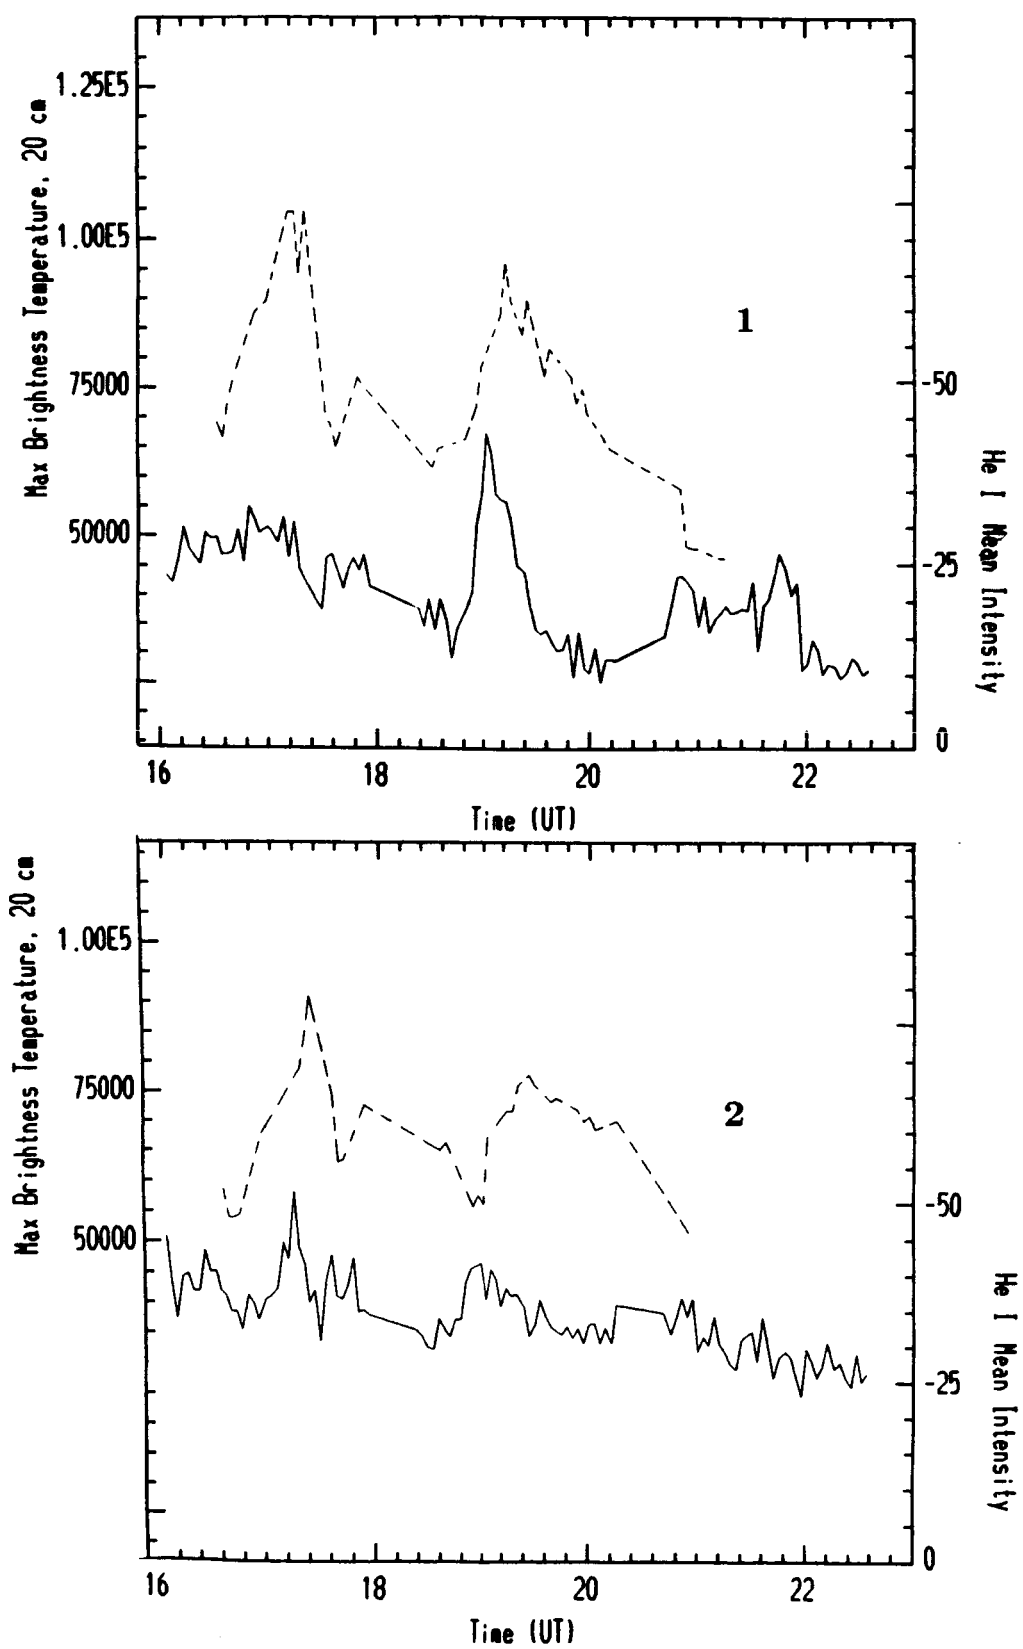 Max Brightness Temperature, 20 cm
1.25E5
1.00E5
75000
50000
1
-50
-25
0
He I Mean Intensity
16 18 20 22
Time (UT)
Max Brightness Temperature, 20 cm
1.00E5
75000
50000
2
-50
-25
0
He I Mean Intensity
16 18 20 22
Time (UT)